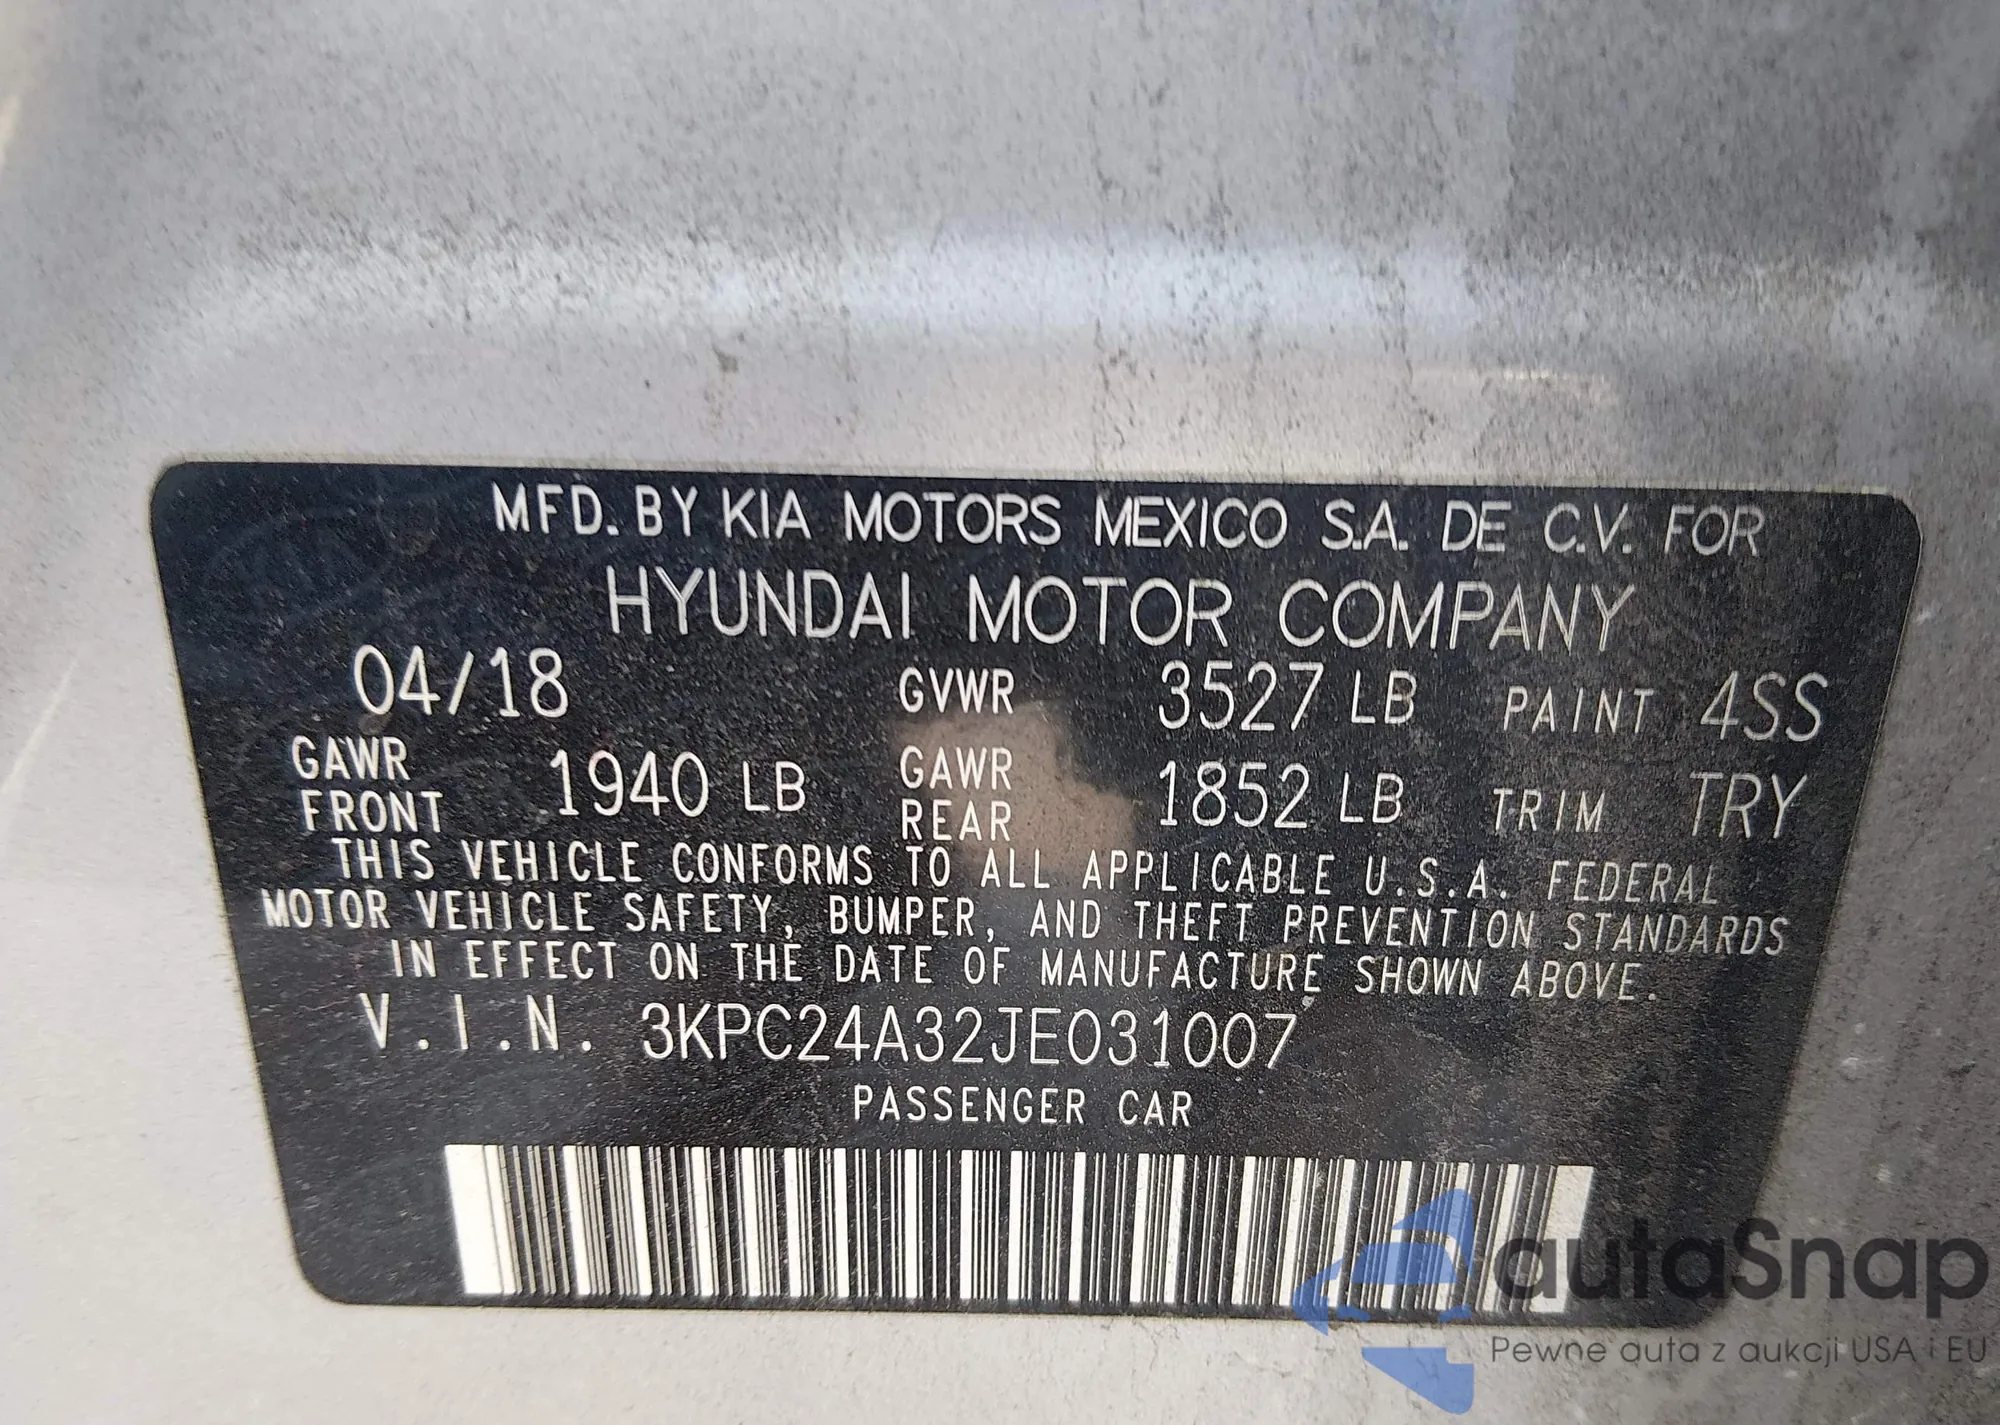 MFD. BY KIA MOTORS MEXICO S.A. DE C.V. FOR
HYUNDAI MOTOR COMPANY
04/18 GVWR 3527 LB PAINT 4SS
GAWR FRONT 1940 LB GAWR REAR 1852 LB TRIM TRY
THIS VEHICLE CONFORMS TO ALL APPLICABLE U.S.A. FEDERAL
MOTOR VEHICLE SAFETY, BUMPER, AND THEFT PREVENTION STANDARDS
IN EFFECT ON THE DATE OF MANUFACTURE SHOWN ABOVE.
V.I.N. 3KPC24A32JE031007
PASSENGER CAR
autaSnap
Pewne auta z aukcji USA i EU